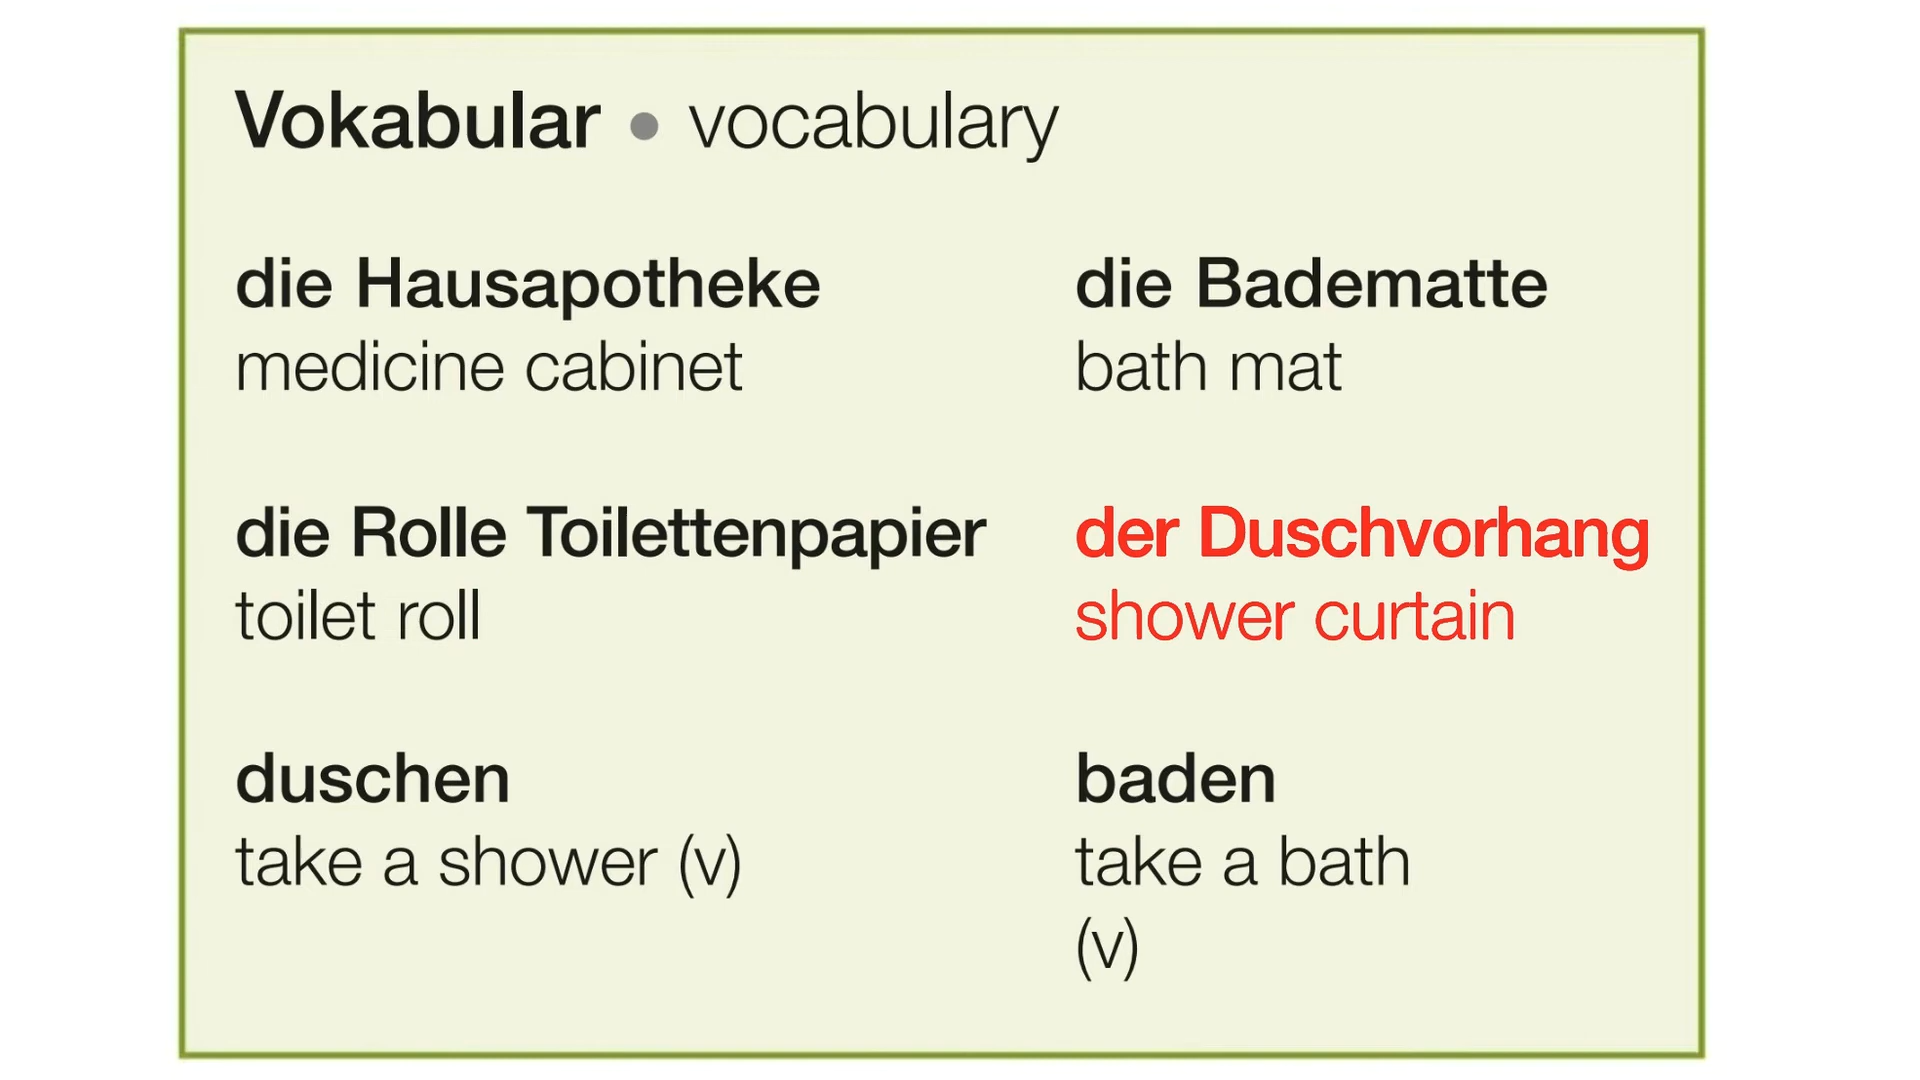 Vokabular • vocabulary
die Hausapotheke
medicine cabinet
die Badematte
bath mat
die Rolle Toilettenpapier
toilet roll
der Duschvorhang
shower curtain
duschen
take a shower (v)
baden
take a bath
(v)